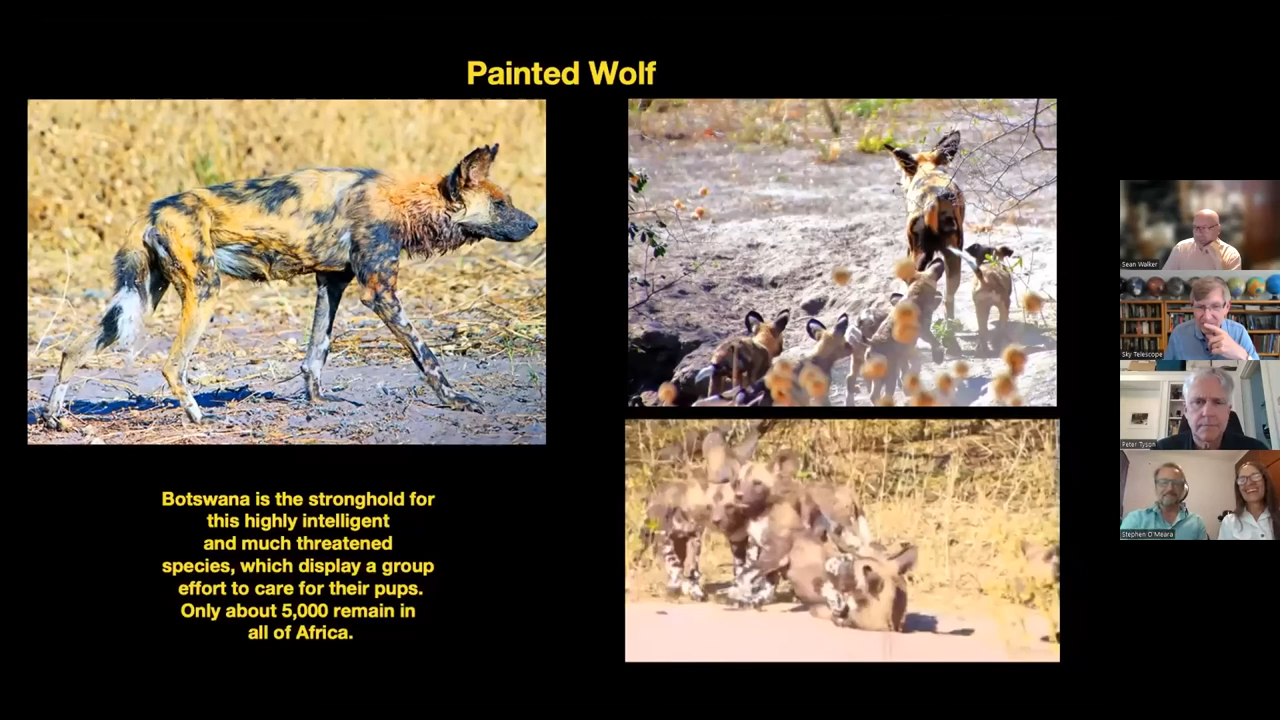 Painted Wolf
Botswana is the stronghold for
this highly intelligent
and much threatened
species, which display a group
effort to care for their pups.
Only about 5,000 remain in
all of Africa.
Sean Walker
Sky Telescope
Peter Tyson
Stephen O'Meara